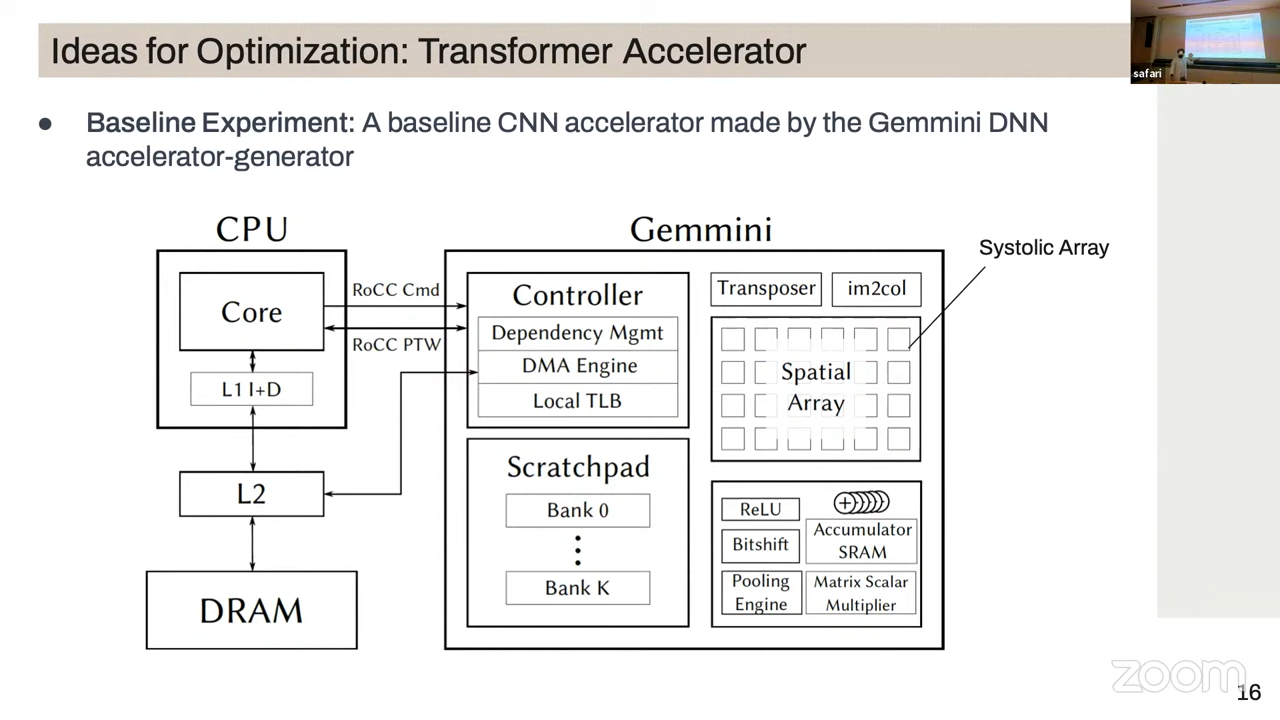 Ideas for Optimization: Transformer Accelerator
safari
● Baseline Experiment: A baseline CNN accelerator made by the Gemmini DNN
accelerator-generator
CPU
Gemmini
Systolic Array
Core
RoCC Cmd
RoCC PTW
L1 I+D
L2
DRAM
Controller
Dependency Mgmt
DMA Engine
Local TLB
Scratchpad
Bank 0
Bank K
Transposer
im2col
Spatial
Array
ReLU
Bitshift
Accumulator
SRAM
Pooling
Engine
Matrix Scalar
Multiplier
zoom
16